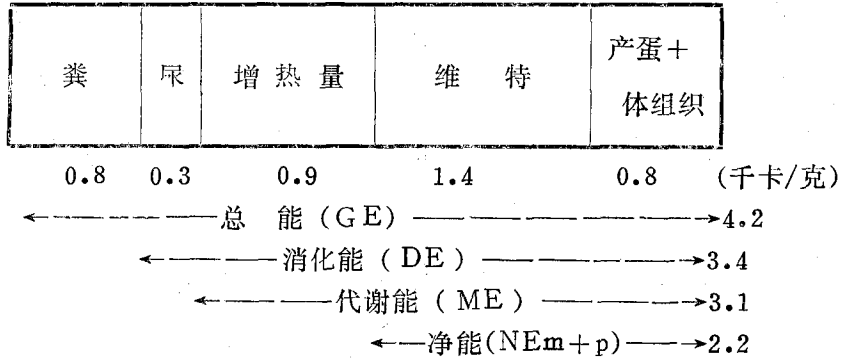 粪 尿 增热量 维 特 产蛋+
体组织
0.8 0.3 0.9 1.4 0.8 (千卡/克)
总 能(GE) 4.2
消化能(DE) 3.4
代谢能(ME) 3.1
净能(NEm+p) 2.2